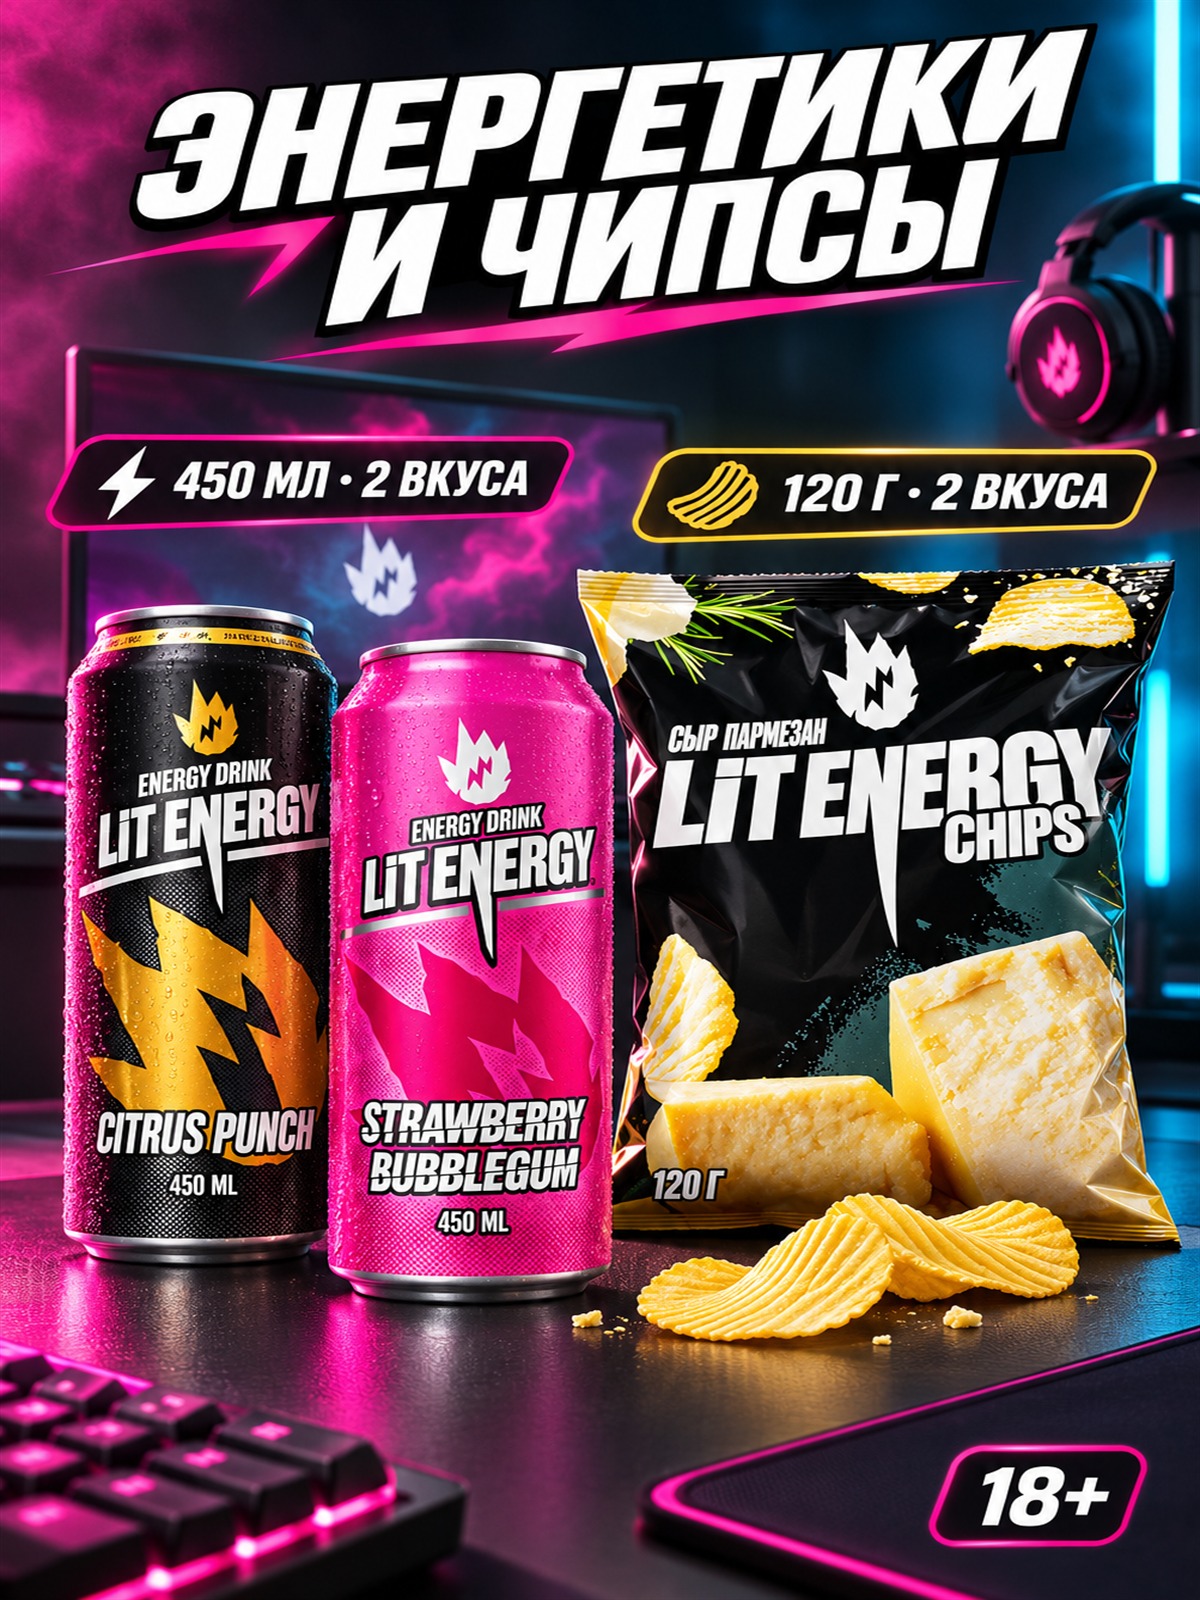 ЭНЕРГЕТИКИ
И ЧИПСЫ
450 МЛ · 2 ВКУСА
120 Г · 2 ВКУСА
ENERGY DRINK
LiT ENERGY
CITRUS PUNCH
450 ML
ENERGY DRINK
LiT ENERGY
STRAWBERRY
BUBBLEGUM
450 ML
СЫР ПАРМЕЗАН
LiT ENERGY
CHIPS
120 Г
18+